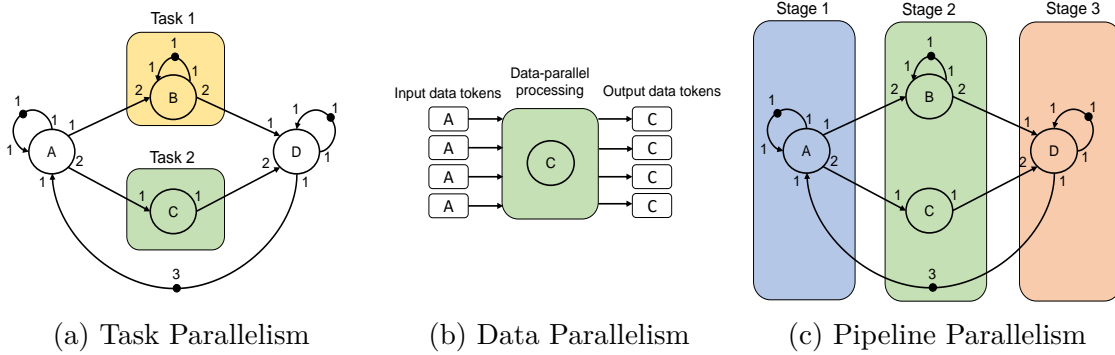 Task 1
1
1
1
B
2
2
1
1
1
1
A
1
2
1
1
1
1
D
1
2
1
Task 2
1
C
1
3
(a) Task Parallelism
Data-parallel
processing
Input data tokens
Output data tokens
A
C
A
C
A
C
A
C
C
(b) Data Parallelism
Stage 1
Stage 2
Stage 3
1
1
1
B
2
2
1
1
1
1
A
1
2
1
1
1
1
D
1
2
1
1
C
1
3
(c) Pipeline Parallelism